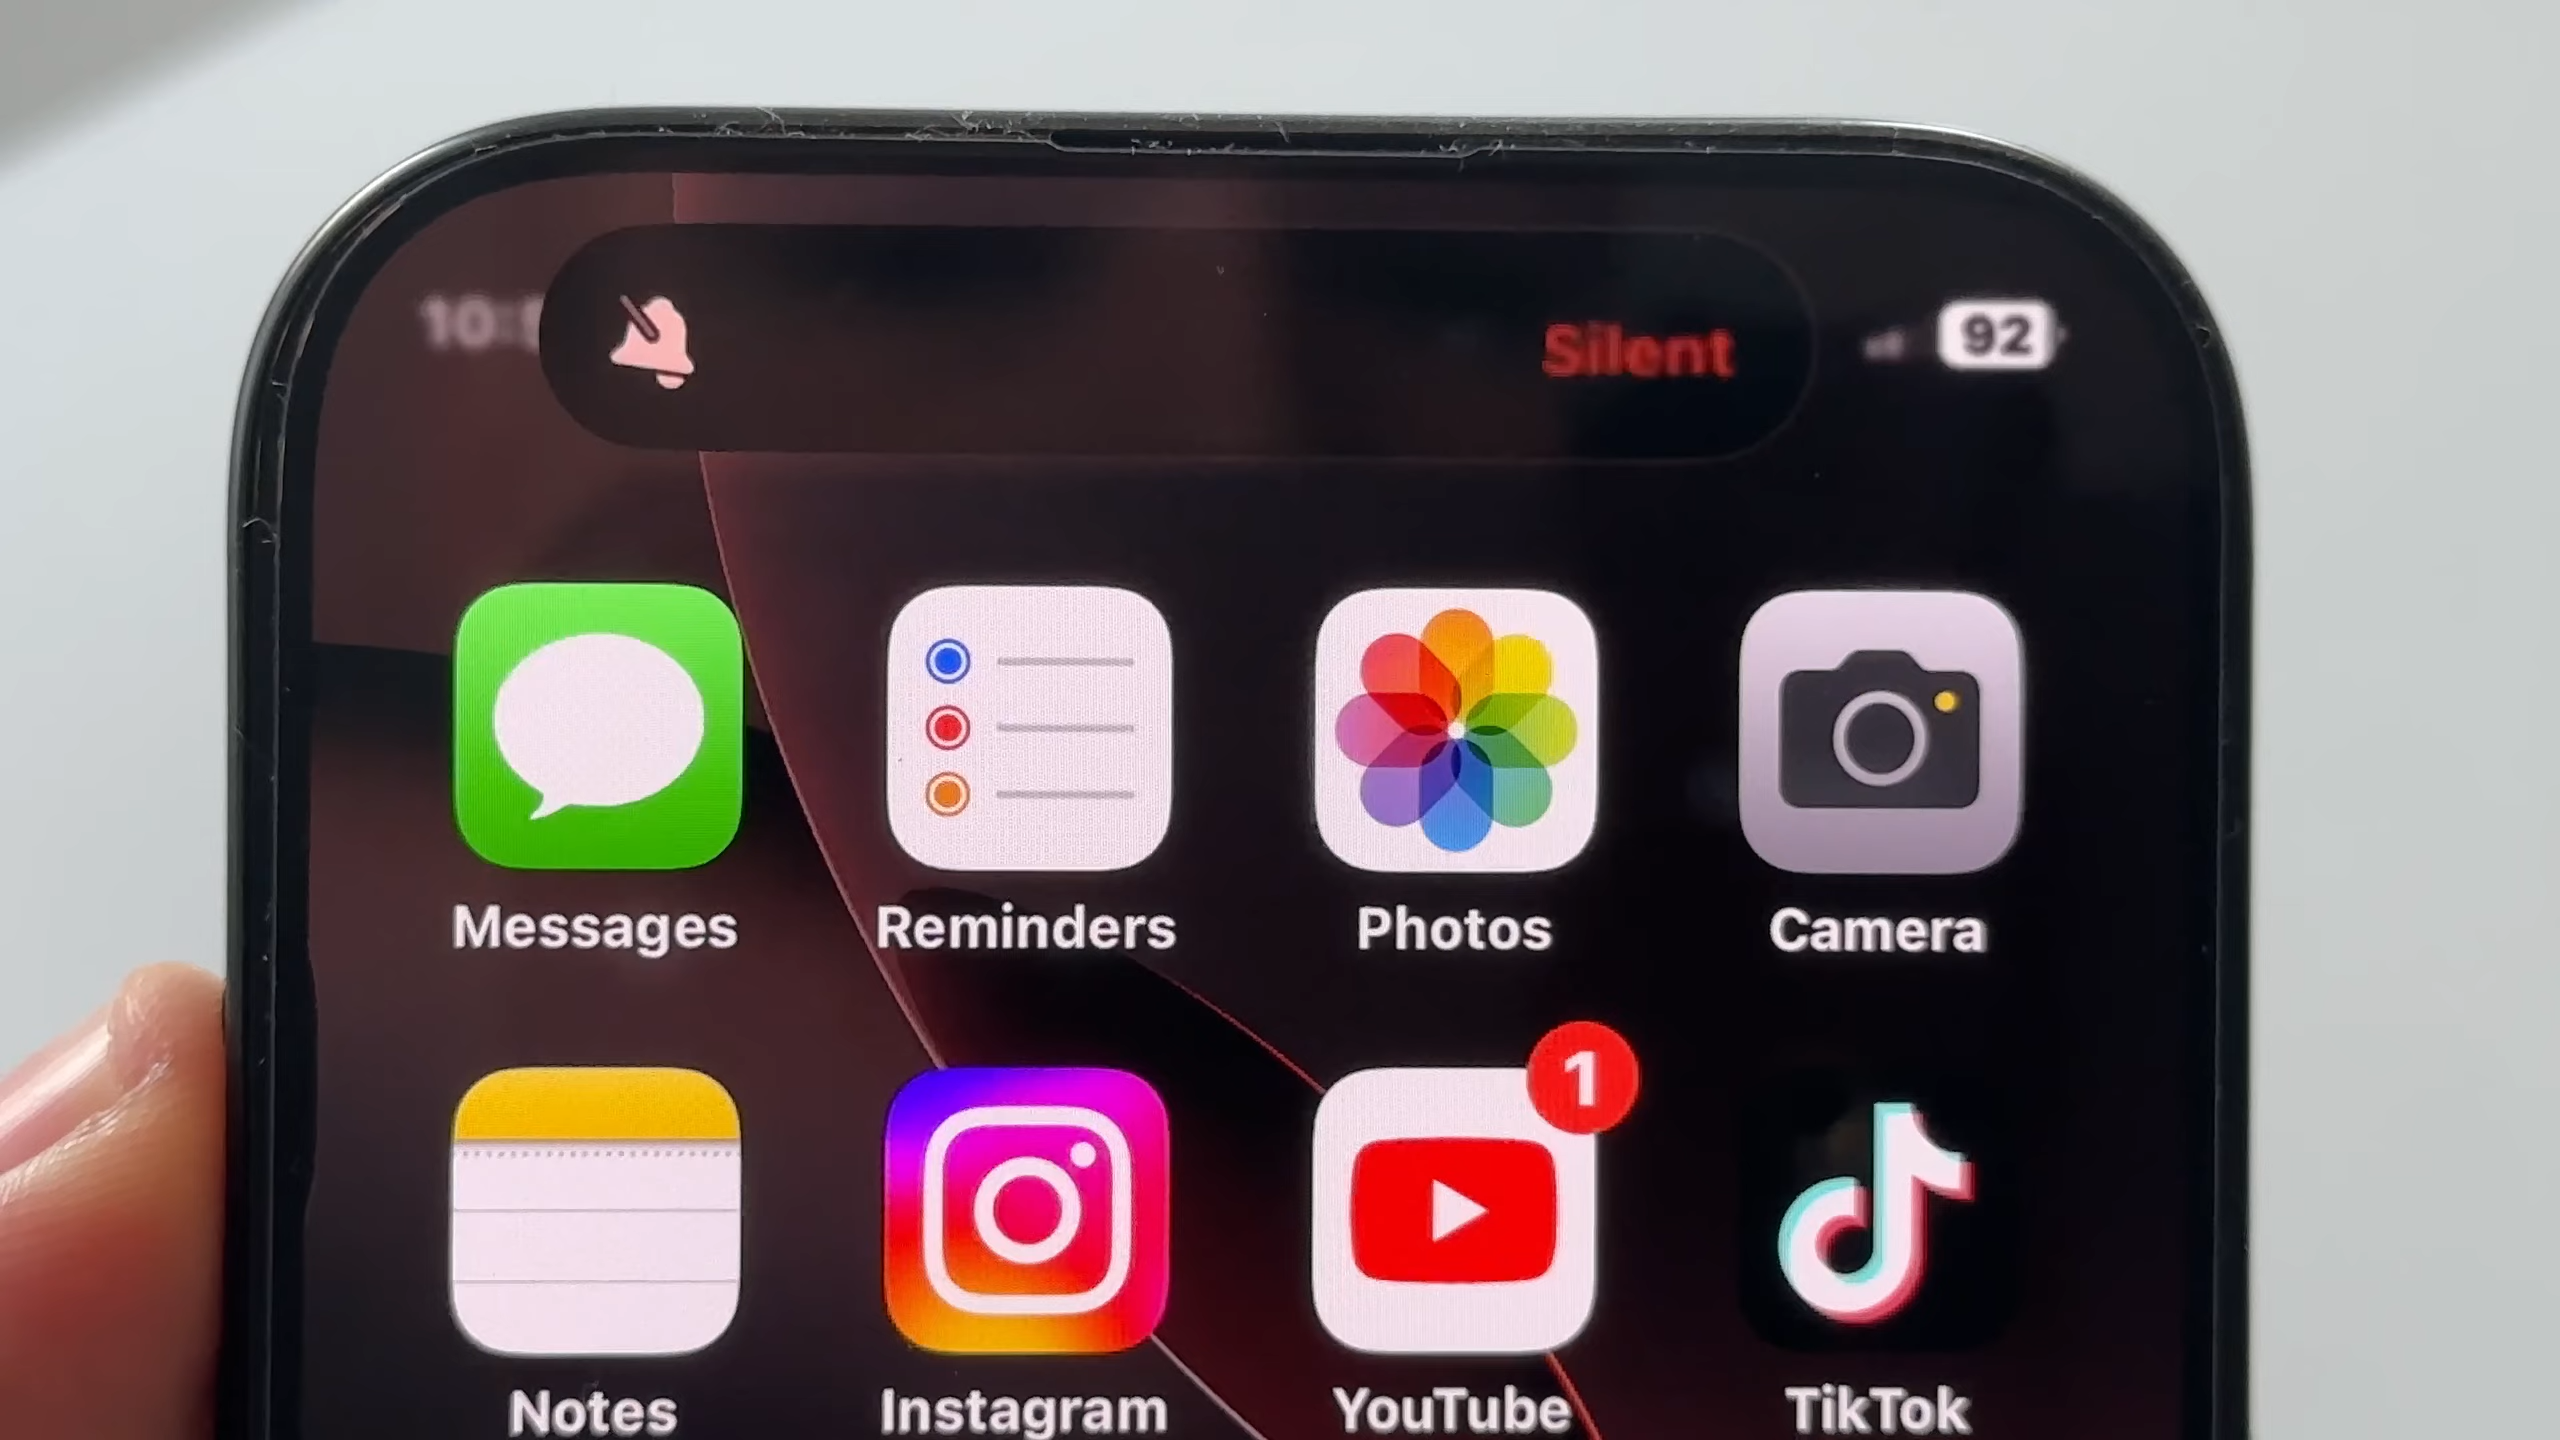 Silent
92
Messages Reminders Photos Camera
1
Notes Instagram YouTube TikTok